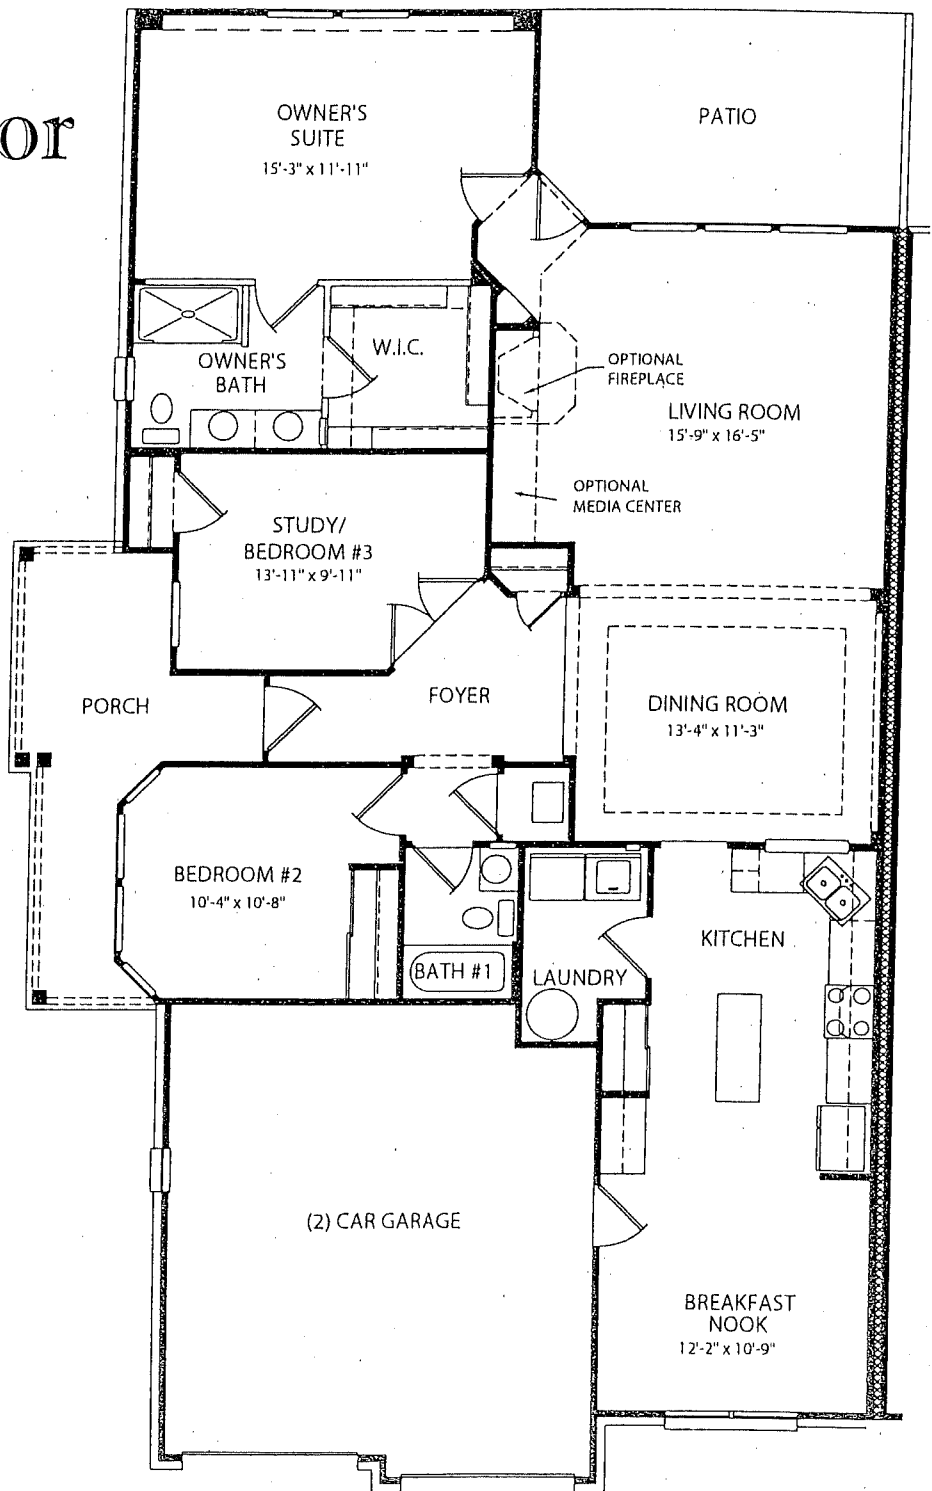 or
OWNER'S
SUITE
15'-3" x 11'-11"
PATIO
OWNER'S
BATH
W.I.C.
OPTIONAL
FIREPLACE
LIVING ROOM
15'-9" x 16'-5"
OPTIONAL
MEDIA CENTER
STUDY/
BEDROOM #3
13'-11" x 9'-11"
PORCH
FOYER
DINING ROOM
13'-4" x 11'-3"
BEDROOM #2
10'-4" x 10'-8"
KITCHEN
BATH #1
LAUNDRY
(2) CAR GARAGE
BREAKFAST
NOOK
12'-2" x 10'-9"